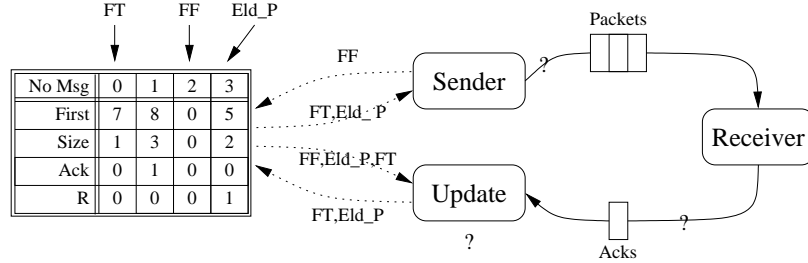 FT FF Eld_P
No Msg 0 1 2 3
First 7 8 0 5
Size 1 3 0 2
Ack 0 1 0 0
R 0 0 0 1
FF
FT,Eld_ P
FF,Eld_P,FT
FT,Eld_P
Sender
Update
?
?
Packets
Receiver
?
Acks